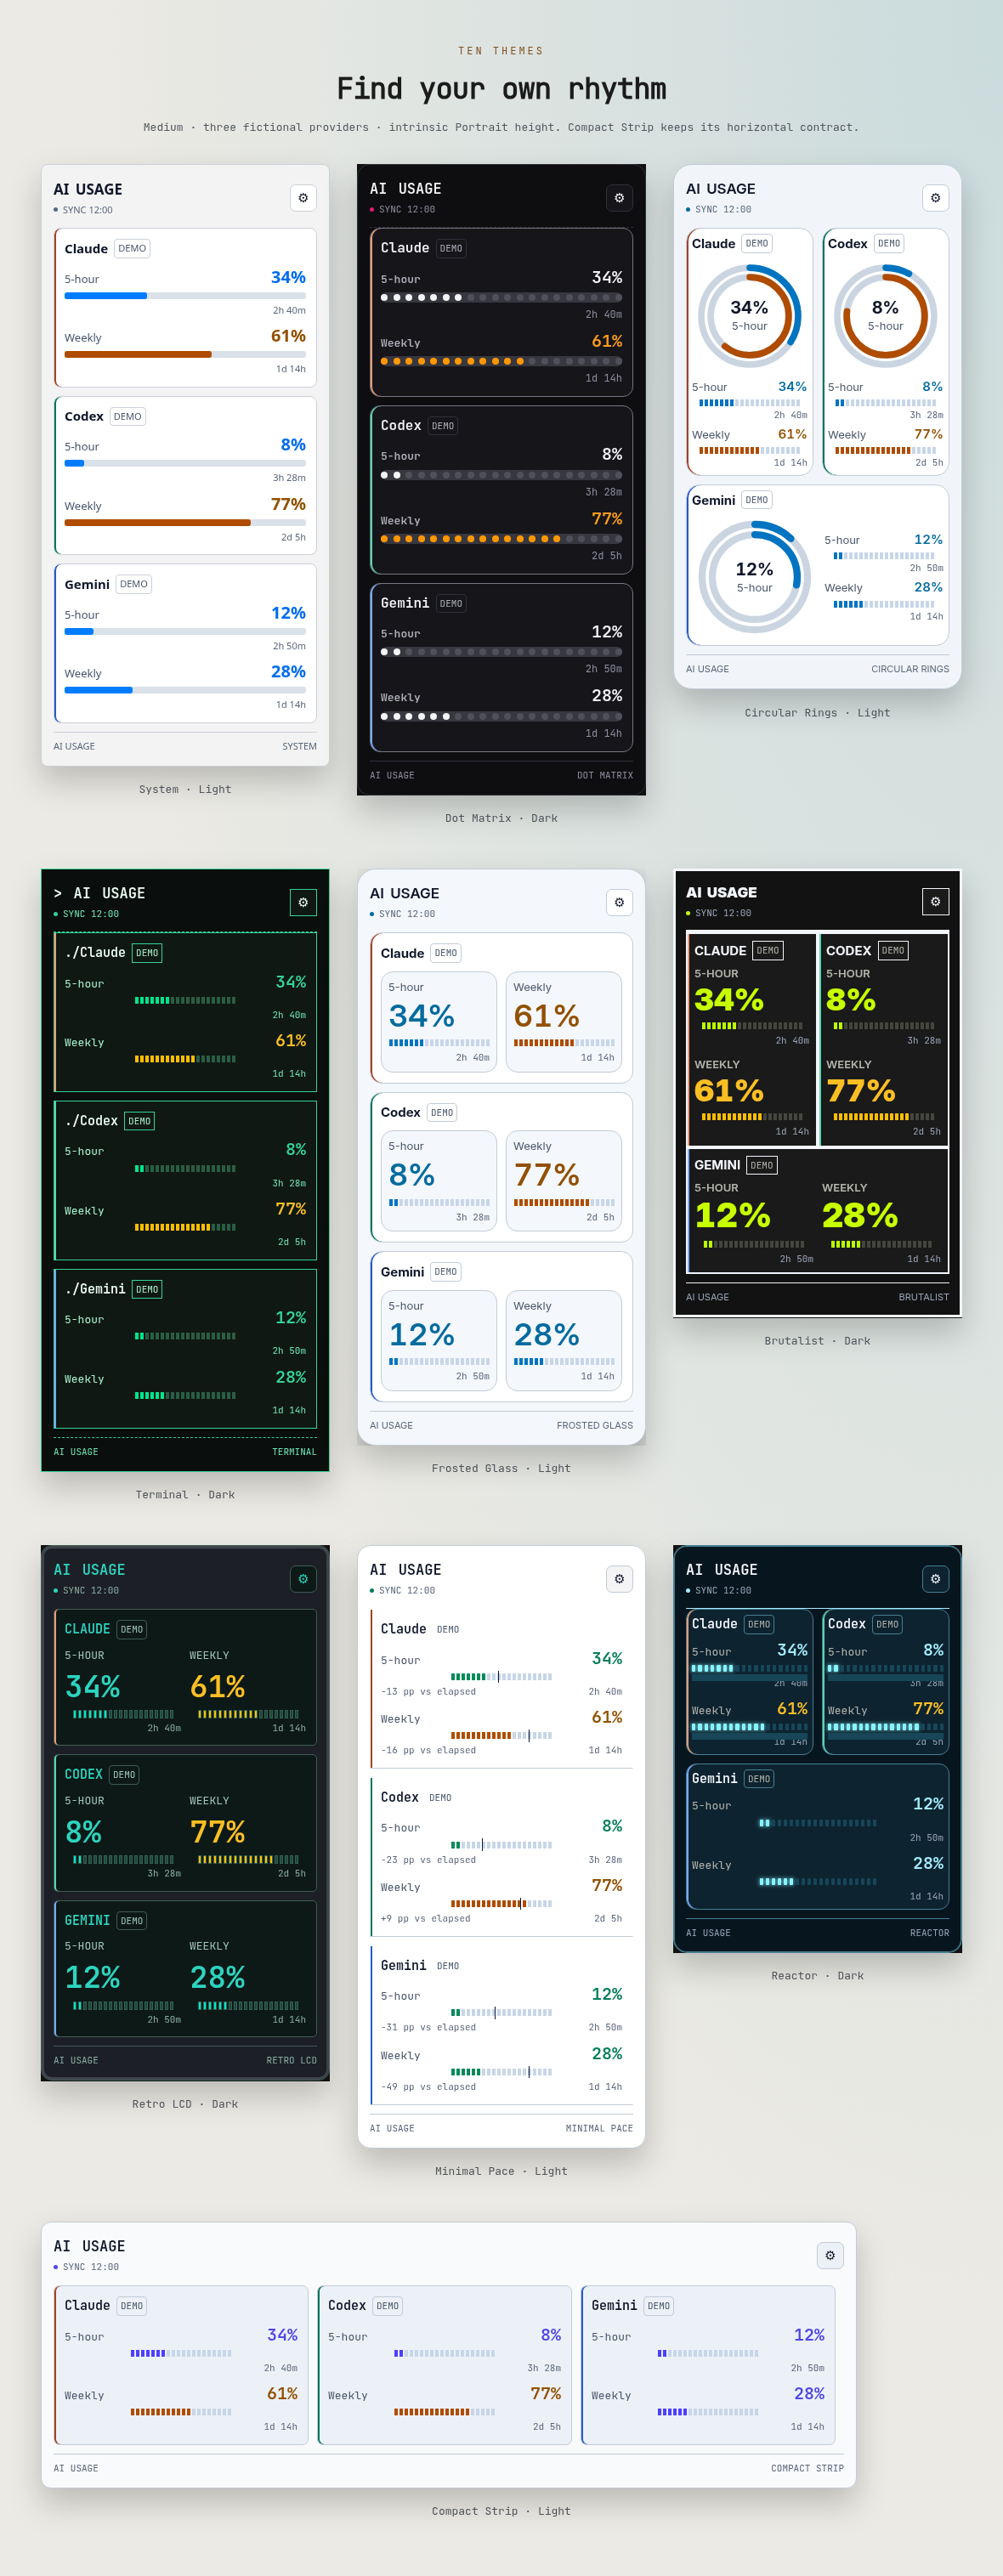 TEN THEMES
Find your own rhythm
Medium · three fictional providers · intrinsic Portrait height. Compact Strip keeps its horizontal contract.
AI USAGE
SYNC 12:00
Claude DEMO
5-hour 34%
2h 40m
Weekly 61%
1d 14h
Codex DEMO
5-hour 8%
3h 28m
Weekly 77%
2d 5h
Gemini DEMO
5-hour 12%
2h 50m
Weekly 28%
1d 14h
AI USAGE SYSTEM
System · Light
AI USAGE
SYNC 12:00
Claude DEMO
5-hour 34%
2h 40m
Weekly 61%
1d 14h
Codex DEMO
5-hour 8%
3h 28m
Weekly 77%
2d 5h
Gemini DEMO
5-hour 12%
2h 50m
Weekly 28%
1d 14h
AI USAGE DOT MATRIX
Dot Matrix · Dark
AI USAGE
SYNC 12:00
Claude DEMO
34%
5-hour
5-hour 34%
2h 40m
Weekly 61%
1d 14h
Codex DEMO
8%
5-hour
5-hour 8%
3h 28m
Weekly 77%
2d 5h
Gemini DEMO
12%
5-hour
5-hour 12%
2h 50m
Weekly 28%
1d 14h
AI USAGE CIRCULAR RINGS
Circular Rings · Light
> AI USAGE
SYNC 12:00
./Claude DEMO
5-hour 34%
2h 40m
Weekly 61%
1d 14h
./Codex DEMO
5-hour 8%
3h 28m
Weekly 77%
2d 5h
./Gemini DEMO
5-hour 12%
2h 50m
Weekly 28%
1d 14h
AI USAGE TERMINAL
Terminal · Dark
AI USAGE
SYNC 12:00
Claude DEMO
5-hour Weekly
34% 61%
2h 40m 1d 14h
Codex DEMO
5-hour Weekly
8% 77%
3h 28m 2d 5h
Gemini DEMO
5-hour Weekly
12% 28%
2h 50m 1d 14h
AI USAGE FROSTED GLASS
Frosted Glass · Light
AI USAGE
SYNC 12:00
CLAUDE DEMO
5-HOUR
34%
2h 40m
WEEKLY
61%
1d 14h
CODEX DEMO
5-HOUR
8%
3h 28m
WEEKLY
77%
2d 5h
GEMINI DEMO
5-HOUR WEEKLY
12% 28%
2h 50m 1d 14h
AI USAGE BRUTALIST
Brutalist · Dark
AI USAGE
SYNC 12:00
CLAUDE DEMO
5-HOUR WEEKLY
34% 61%
2h 40m 1d 14h
CODEX DEMO
5-HOUR WEEKLY
8% 77%
3h 28m 2d 5h
GEMINI DEMO
5-HOUR WEEKLY
12% 28%
2h 50m 1d 14h
AI USAGE RETRO LCD
Retro LCD · Dark
AI USAGE
SYNC 12:00
Claude DEMO
5-hour 34%
-13 pp vs elapsed 2h 40m
Weekly 61%
-16 pp vs elapsed 1d 14h
Codex DEMO
5-hour 8%
-23 pp vs elapsed 3h 28m
Weekly 77%
+9 pp vs elapsed 2d 5h
Gemini DEMO
5-hour 12%
-31 pp vs elapsed 2h 50m
Weekly 28%
-49 pp vs elapsed 1d 14h
AI USAGE MINIMAL PACE
Minimal Pace · Light
AI USAGE
SYNC 12:00
Claude DEMO
5-hour 34%
2h 40m
Weekly 61%
1d 14h
Codex DEMO
5-hour 8%
3h 28m
Weekly 77%
2d 5h
Gemini DEMO
5-hour 12%
2h 50m
Weekly 28%
1d 14h
AI USAGE REACTOR
Reactor · Dark
AI USAGE
SYNC 12:00
Claude DEMO
5-hour 34%
2h 40m
Weekly 61%
1d 14h
Codex DEMO
5-hour 8%
3h 28m
Weekly 77%
2d 5h
Gemini DEMO
5-hour 12%
2h 50m
Weekly 28%
1d 14h
AI USAGE COMPACT STRIP
Compact Strip · Light